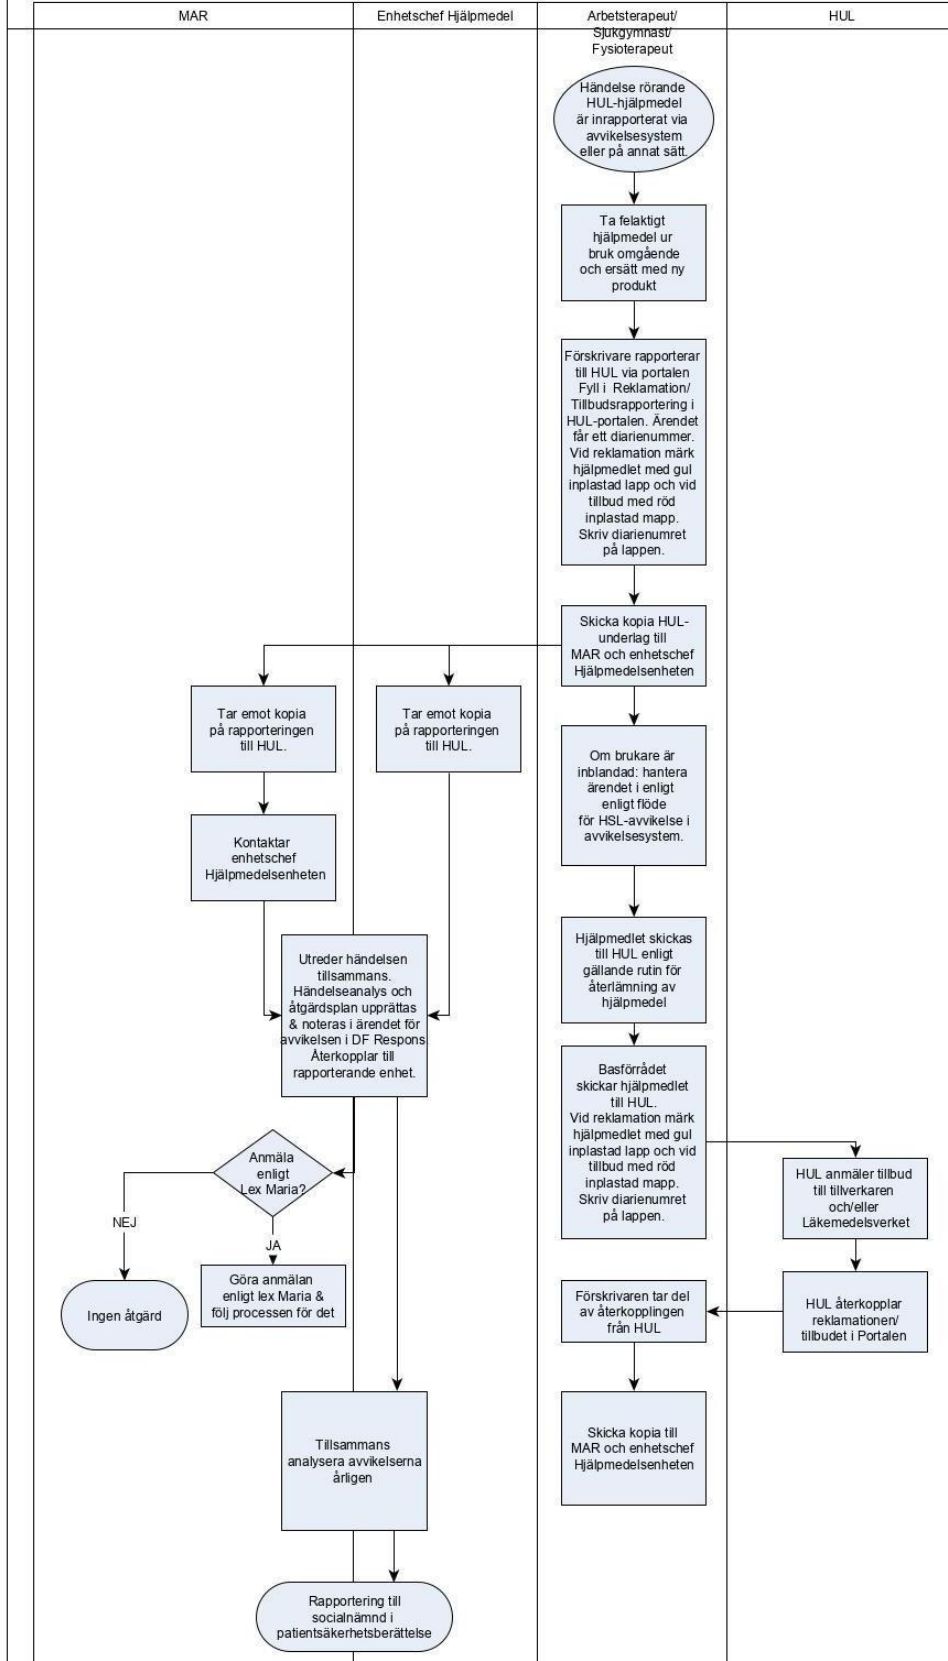 MAR
Enhetschef Hjälpmedel
Arbetsterapeut/
Sjukgymnast/
Fysioterapeut
HUL
Händelse rörande
HUL-hjälpmedel
är inrapporterat via
avvikelsesystem
eller på annat sätt.
Ta felaktigt
hjälpmedel ur
bruk omgående
och ersätt med ny
produkt
Förskrivare rapporterar
till HUL via portalen
Fyll i Reklamation/
Tillbudsrapportering i
HUL-portalen. Ärendet
får ett diarienummer.
Vid reklamation märk
hjälpmedlet med gul
inplastad lapp och vid
tillbud med röd
inplastad mapp.
Skriv diarienumret
på lappen.
Skicka kopia HUL-
underlag till
MAR och enhetschef
Hjälpmedelsenheten
Tar emot kopia
på rapporteringen
till HUL.
Tar emot kopia
på rapporteringen
till HUL.
Om brukare är
inblandad: hantera
ärendet i enligt
enligt flöde
för HSL-avvikelse i
avvikelsesystem.
Kontaktar
enhetschef
Hjälpmedelsenheten
Hjälpmedlet skickas
till HUL enligt
gällande rutin för
återlämning av
hjälpmedel
Utreder händelsen
tillsammans.
Händelseanalys och
åtgärdsplan upprättas
& noteras i ärendet för
avvikelsen i DF Respons.
Återkopplar till
rapporterande enhet.
Basförrådet
skickar hjälpmedlet
till HUL.
Vid reklamation märk
hjälpmedlet med gul
inplastad lapp och vid
tillbud med röd
inplastad mapp.
Skriv diarienumret
på lappen.
Anmäla
enligt
Lex Maria?
HUL anmäler tillbud
till tillverkaren
och/eller
Läkemedelsverket
NEJ
JA
Göra anmälan
enligt lex Maria &
följ processen för det
Ingen åtgärd
Förskrivaren tar del
av återkopplingen
från HUL
HUL återkopplar
reklamationen/
tillbudet i Portalen
Tillsammans
analysera avvikelserna
årligen
Skicka kopia till
MAR och enhetschef
Hjälpmedelsenheten
Rapportering till
socialnämnd i
patientsäkerhetsberättelse